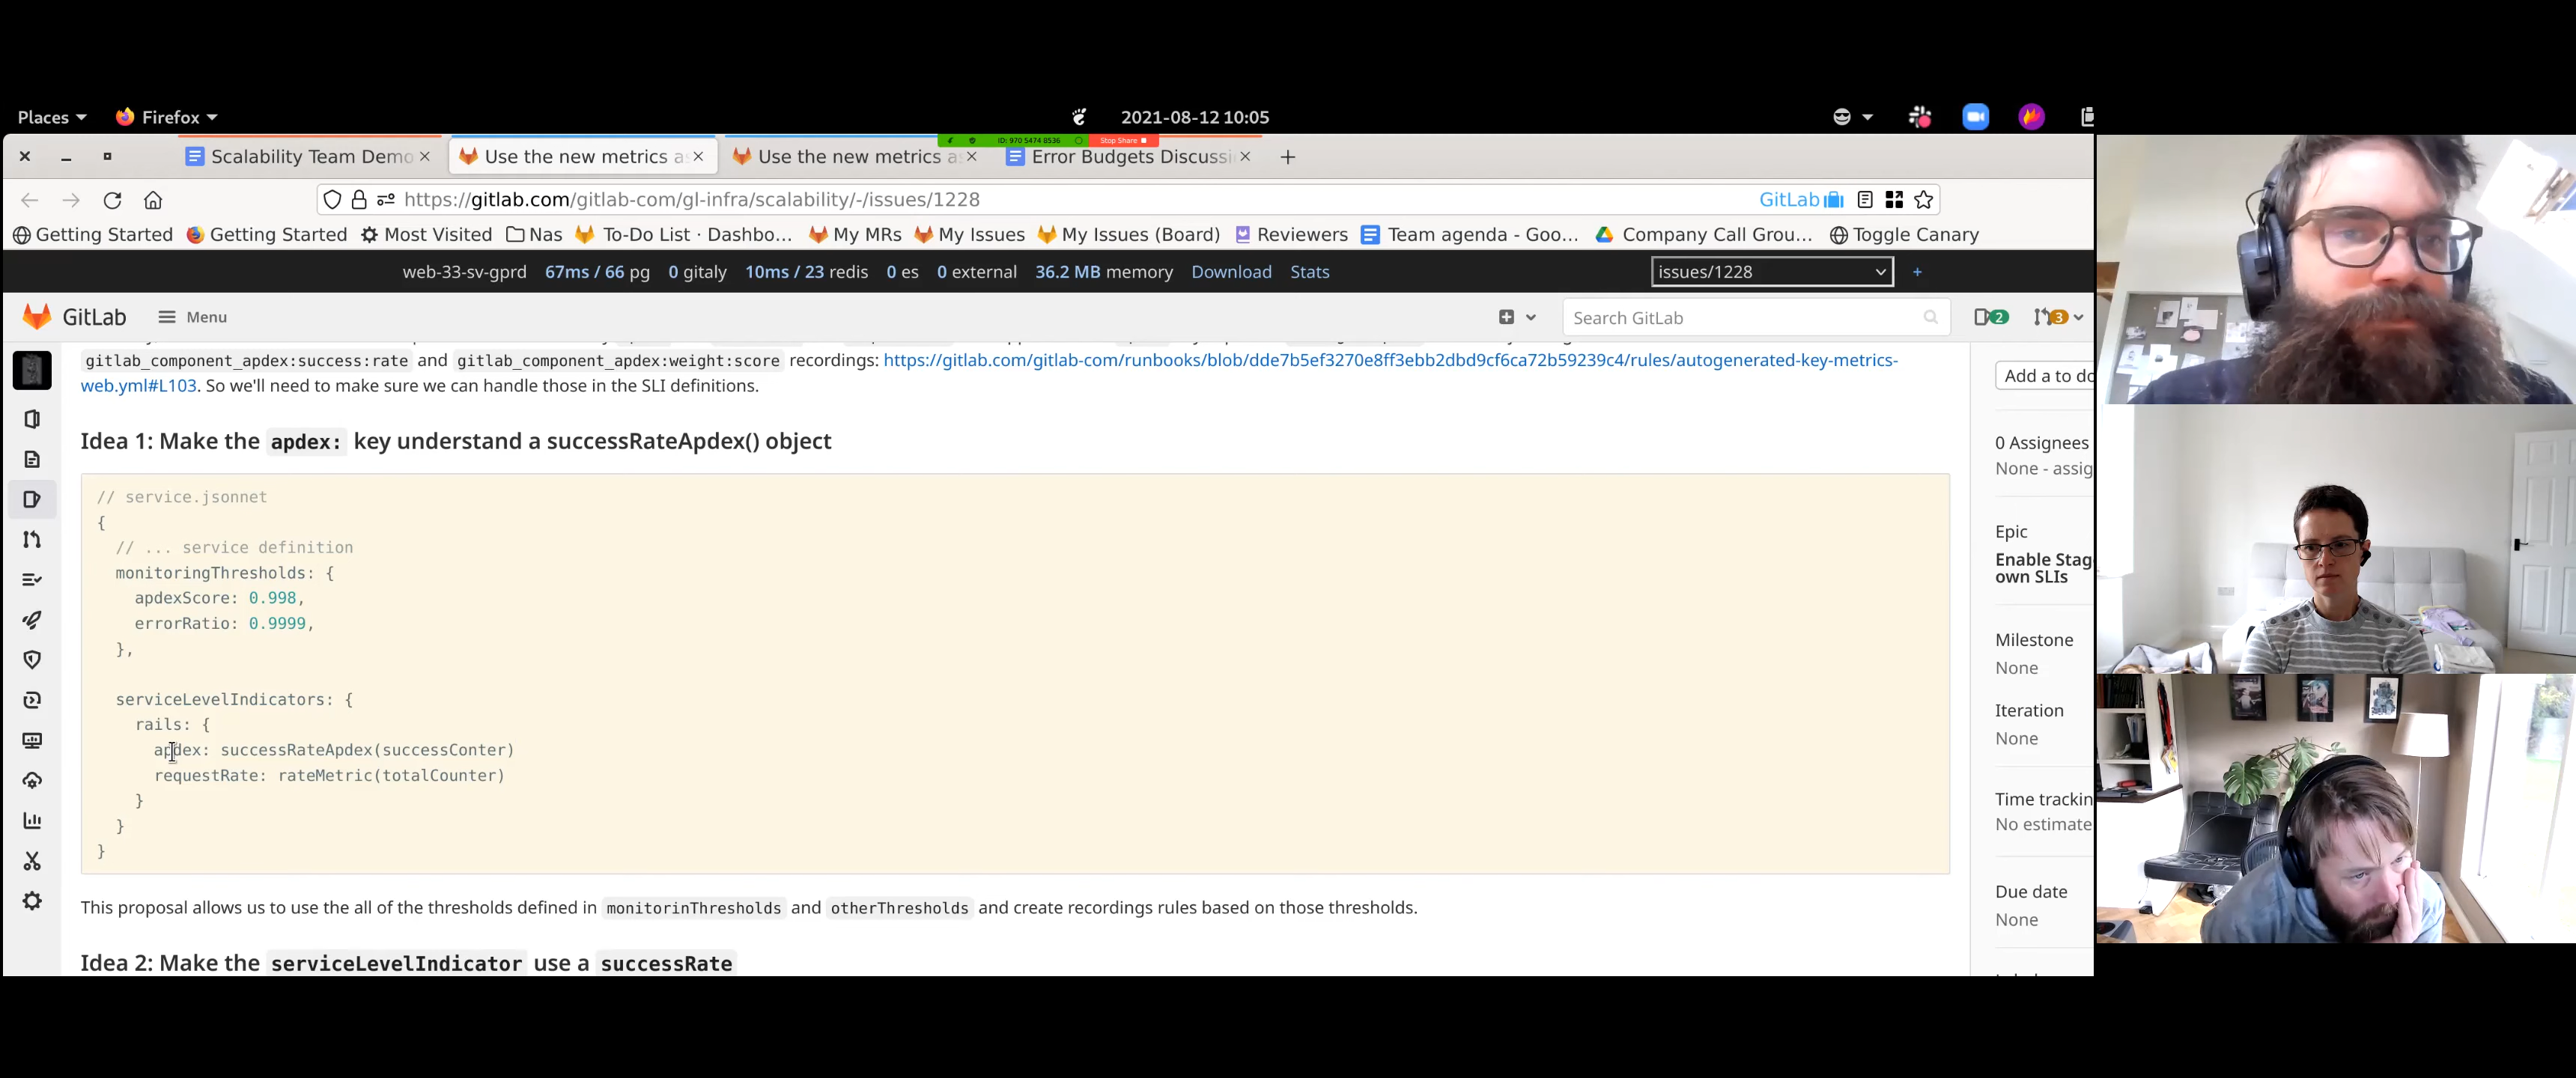 Places
Firefox
2021-08-12 10:05
Scalability Team Demo
Use the new metrics a
Use the new metrics a
ID: 970 5474 8536
Stop Share
Error Budgets Discussi
https://gitlab.com/gitlab-com/gl-infra/scalability/-/issues/1228
GitLab
Getting Started
Getting Started
Most Visited
Nas
To-Do List · Dashbo...
My MRs
My Issues
My Issues (Board)
Reviewers
Team agenda - Goo...
Company Call Grou...
Toggle Canary
web-33-sv-gprd 67ms / 66 pg 0 gitaly 10ms / 23 redis 0 es 0 external 36.2 MB memory Download Stats
issues/1228
+
GitLab
Menu
Search GitLab
2
3
gitlab_component_apdex:success:rate and gitlab_component_apdex:weight:score recordings: https://gitlab.com/gitlab-com/runbooks/blob/dde7b5ef3270e8ff3ebb2dbd9cf6ca72b59239c4/rules/autogenerated-key-metrics-
web.yml#L103. So we'll need to make sure we can handle those in the SLI definitions.
Idea 1: Make the apdex: key understand a successRateApdex() object
// service.jsonnet
{
// ... service definition
monitoringThresholds: {
apdexScore: 0.998,
errorRatio: 0.9999,
},
serviceLevelIndicators: {
rails: {
apdex: successRateApdex(successConter)
requestRate: rateMetric(totalCounter)
}
}
}
This proposal allows us to use the all of the thresholds defined in monitorinThresholds and otherThresholds and create recordings rules based on those thresholds.
Idea 2: Make the serviceLevelIndicator use a successRate
Add a to do
0 Assignees
None - assig
Epic
Enable Stag
own SLIs
Milestone
None
Iteration
None
Time trackin
No estimate
Due date
None